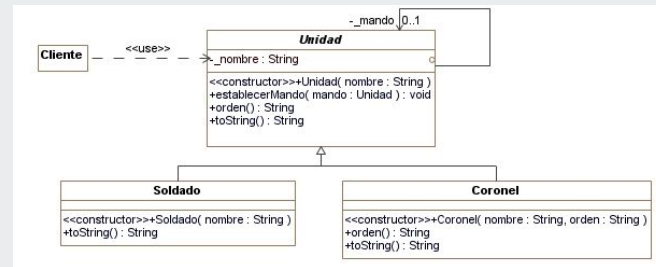 -_mando 0..1
Unidad
Cliente
<<use>>
-_nombre : String
<<constructor>>+Unidad( nombre : String )
+establecerMando( mando : Unidad ) : void
+orden() : String
+toString() : String
Soldado
<<constructor>>+Soldado( nombre : String )
+toString() : String
Coronel
<<constructor>>+Coronel( nombre : String, orden : String )
+orden() : String
+toString() : String